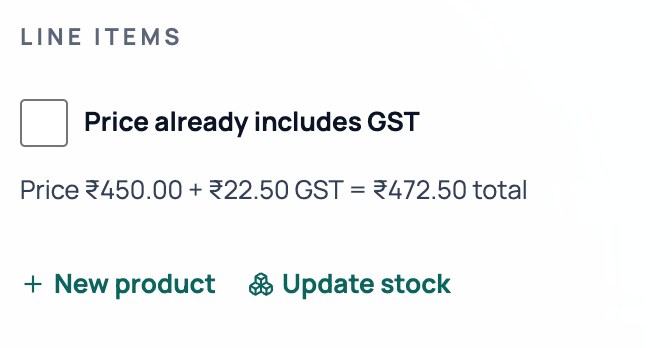 LINE ITEMS
Price already includes GST
Price ₹450.00 + ₹22.50 GST = ₹472.50 total
+ New product Update stock